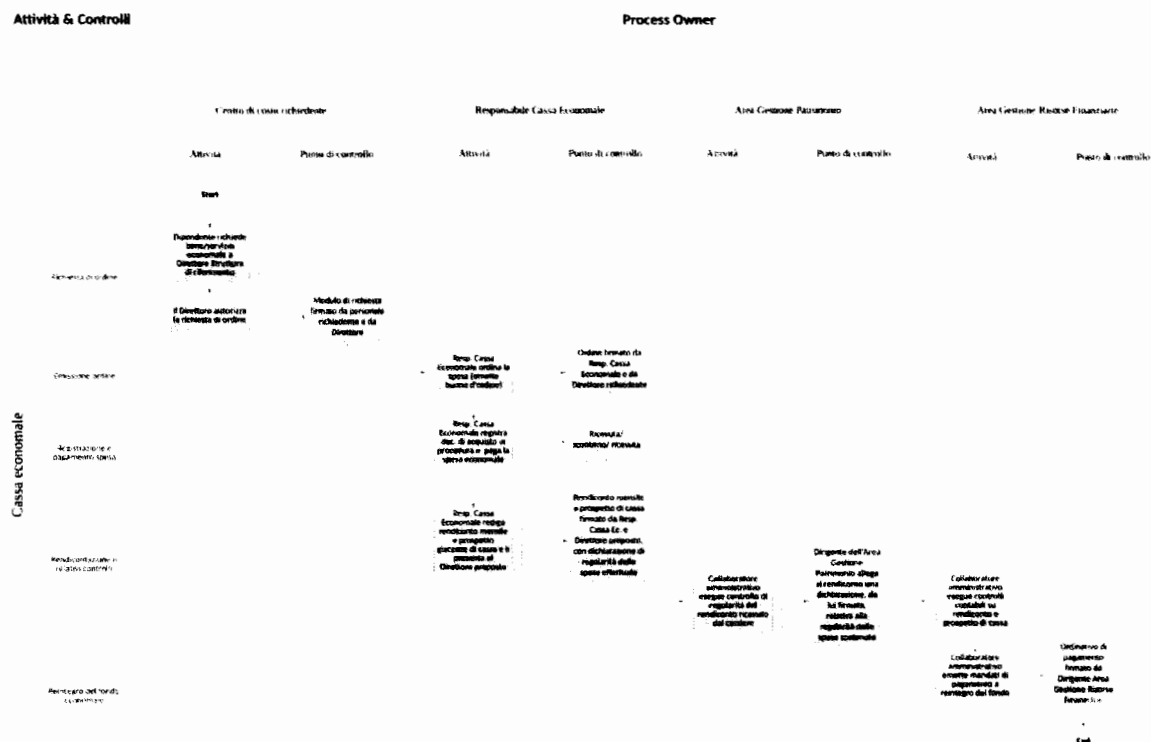 Attività & Controlli
Process Owner
Centro di costo richiedente
Responsabile Cassa Economale
Area Gestione Patrimonio
Area Gestione Risorse Finanziarie
Attività
Punto di controllo
Attività
Punto di controllo
Attività
Punto di controllo
Attività
Punto di controllo
Cassa economale
Start
Richiesta di ordine
Dipendente richiede
bene/servizio
economale a
Direttore Struttura
di riferimento
Il Direttore autorizza
la richiesta di ordine
Modulo di richiesta
firmato da personale
richiedente e da
Direttore
Emissione ordine
Resp. Cassa
Economale ordina la
spesa (emette
buono d'ordine)
Ordine firmato da
Resp. Cassa
Economale e da
Direttore richiedente
Registrazione e
pagamento spesa
Resp. Cassa
Economale registra
doc. di acquisto in
procedura e paga la
spesa economale
Ricevuta/
scontrino/ ricevuta
Rendicontazione e
relativi controlli
Resp. Cassa
Economale redige
rendiconto mensile
e prospetto
giacenze di cassa e li
presenta al
Direttore preposto
Rendiconto mensile
e prospetto di cassa
firmato da Resp.
Cassa Ec. e
Direttore preposto,
con dichiarazione di
regolarità delle
spese effettuate
Collaboratore
amministrativo
esegue controllo di
regolarità del
rendiconto ricevuto
dal cassiere
Dirigente dell'Area
Gestione
Patrimonio allega
al rendiconto una
dichiarazione, da
lui firmata,
relativa alla
regolarità delle
spese sostenute
Collaboratore
amministrativo
esegue controlli
contabili su
rendiconto e
prospetto di cassa
Reintegro del fondo
economale
Collaboratore
amministrativo
emette mandati di
pagamento a
reintegro del fondo
Ordinativo di
pagamento
firmato da
Dirigente Area
Gestione Risorse
Finanziarie
End